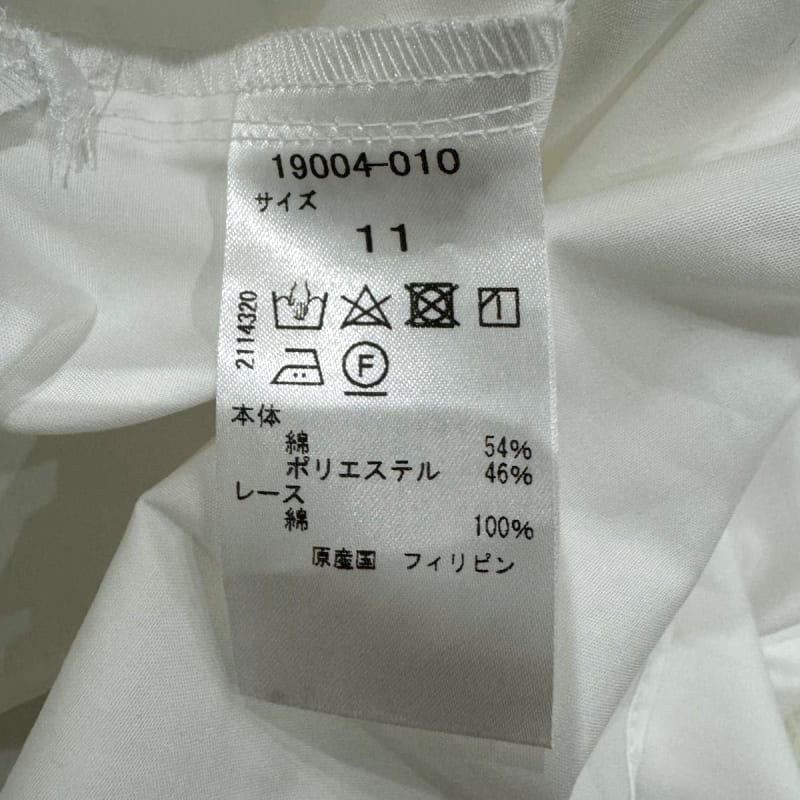 19004-010
サイズ
11
2114320
F
本体
綿 54%
ポリエステル 46%
レース
綿 100%
原産国 フィリピン